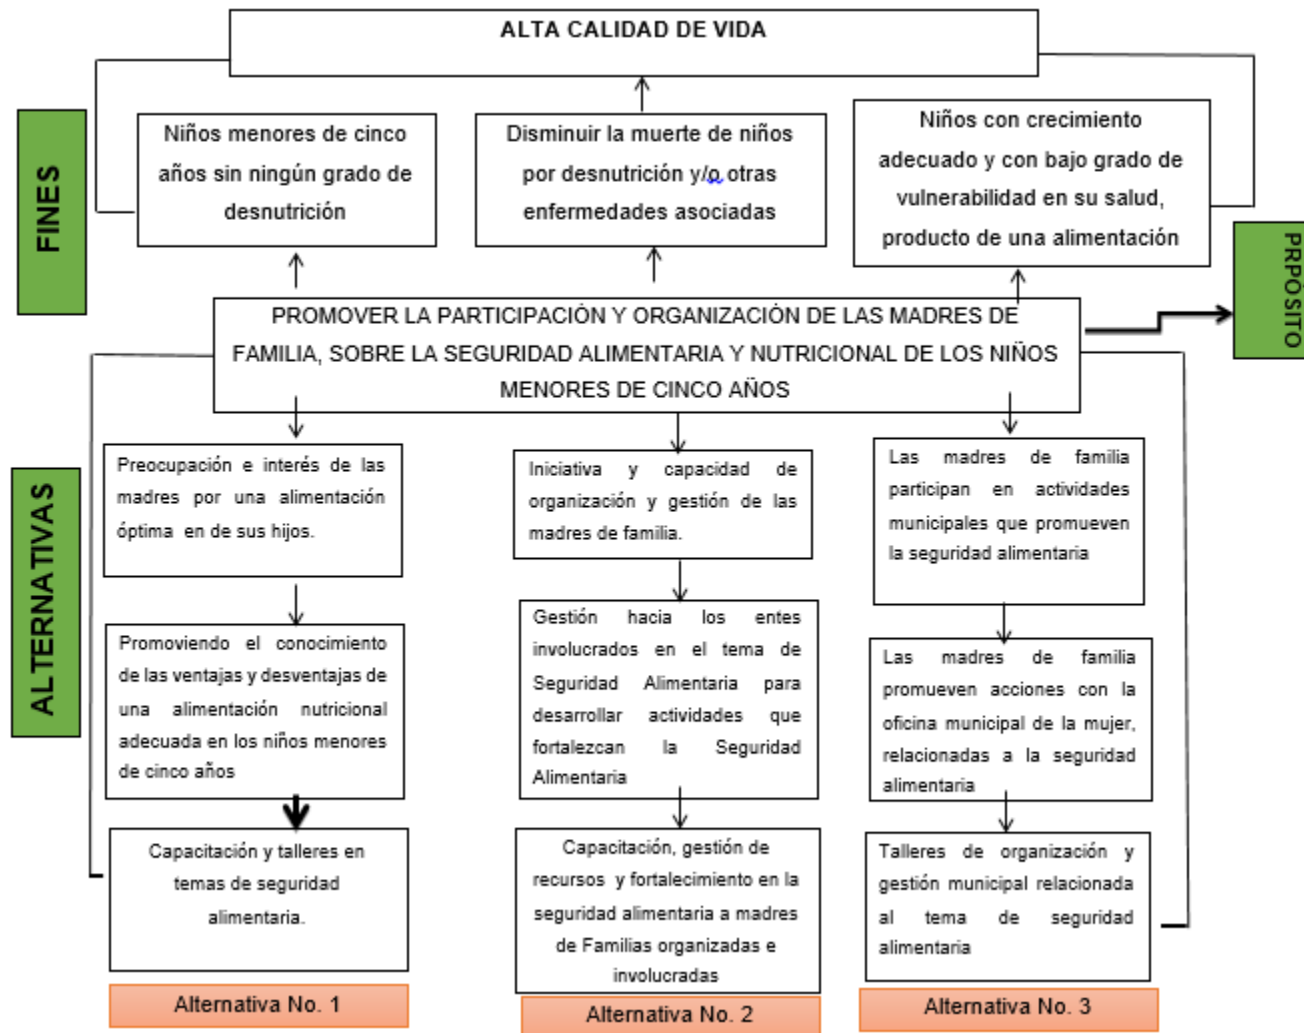 ALTA CALIDAD DE VIDA
FINES
Niños menores de cinco
años sin ningún grado de
desnutrición
Disminuir la muerte de niños
por desnutrición y/o otras
enfermedades asociadas
Niños con crecimiento
adecuado y con bajo grado de
vulnerabilidad en su salud,
producto de una alimentación
PRPÓSITO
PROMOVER LA PARTICIPACIÓN Y ORGANIZACIÓN DE LAS MADRES DE
FAMILIA, SOBRE LA SEGURIDAD ALIMENTARIA Y NUTRICIONAL DE LOS NIÑOS
MENORES DE CINCO AÑOS
ALTERNATIVAS
Preocupación e interés de las
madres por una alimentación
óptima en de sus hijos.
Promoviendo el conocimiento
de las ventajas y desventajas de
una alimentación nutricional
adecuada en los niños menores
de cinco años
Capacitación y talleres en
temas de seguridad
alimentaria.
Alternativa No. 1
Iniciativa y capacidad de
organización y gestión de las
madres de familia.
Gestión hacia los entes
involucrados en el tema de
Seguridad Alimentaria para
desarrollar actividades que
fortalezcan la Seguridad
Alimentaria
Capacitación, gestión de
recursos y fortalecimiento en la
seguridad alimentaria a madres
de Familias organizadas e
involucradas
Alternativa No. 2
Las madres de familia
participan en actividades
municipales que promueven
la seguridad alimentaria
Las madres de familia
promueven acciones con la
oficina municipal de la mujer,
relacionadas a la seguridad
alimentaria
Talleres de organización y
gestión municipal relacionada
al tema de seguridad
alimentaria
Alternativa No. 3